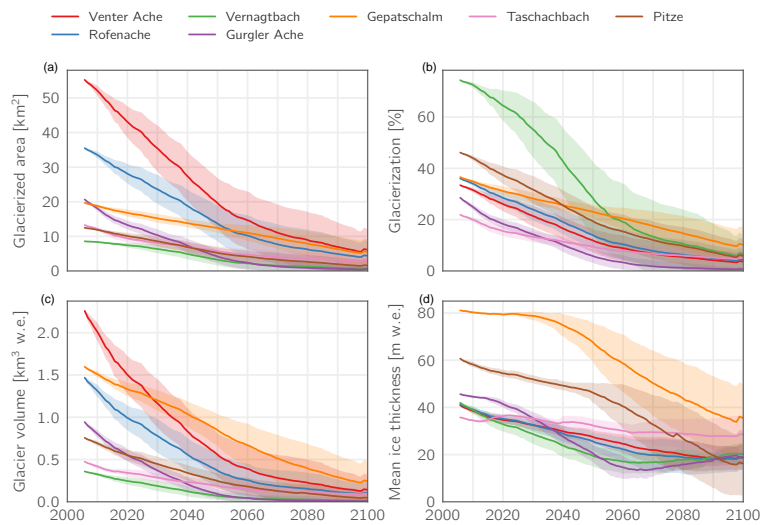 Venter Ache Vernagtbach Gepatschalm Taschachbach Pitze
Rofenache Gurgler Ache
(a)
Glacierized area [km²]
50
40
30
20
10
0
(b)
Glacierization [%]
60
40
20
0
(c)
Glacier volume [km³ w.e.]
2.0
1.5
1.0
0.5
0.0
2000 2020 2040 2060 2080 2100
(d)
Mean ice thickness [m w.e.]
80
60
40
20
0
2000 2020 2040 2060 2080 2100